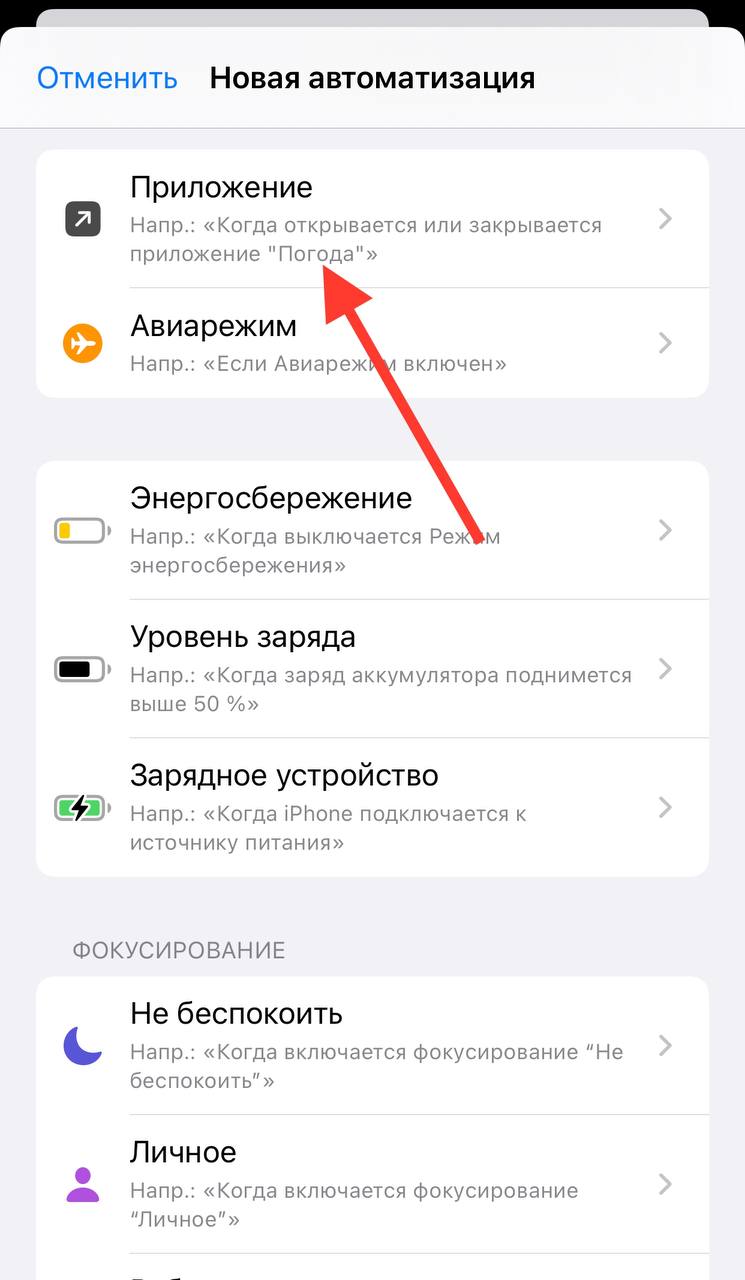 Отменить Новая автоматизация
Приложение
Напр.: «Когда открывается или закрывается
приложение "Погода"»
Авиарежим
Напр.: «Если Авиарежим включен»
Энергосбережение
Напр.: «Когда выключается Режим
энергосбережения»
Уровень заряда
Напр.: «Когда заряд аккумулятора поднимется
выше 50 %»
Зарядное устройство
Напр.: «Когда iPhone подключается к
источнику питания»
ФОКУСИРОВАНИЕ
Не беспокоить
Напр.: «Когда включается фокусирование “Не
беспокоить”»
Личное
Напр.: «Когда включается фокусирование
“Личное”»